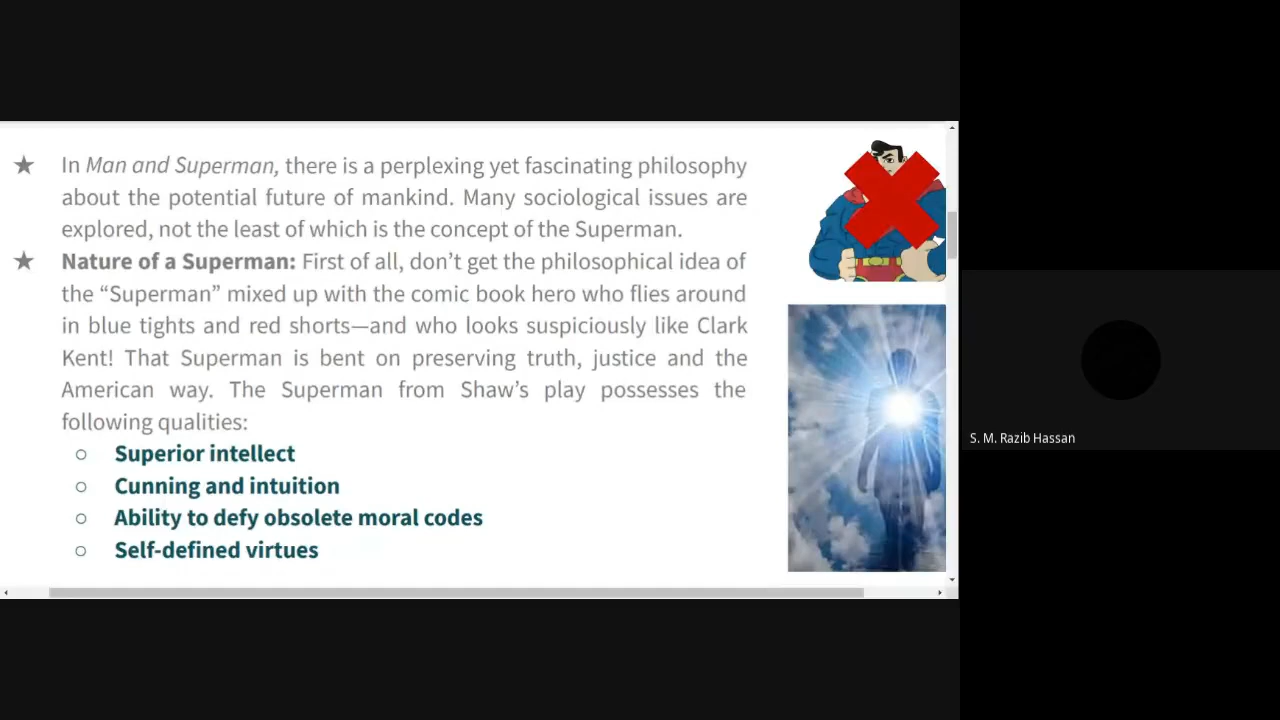 ★ In Man and Superman, there is a perplexing yet fascinating philosophy
about the potential future of mankind. Many sociological issues are
explored, not the least of which is the concept of the Superman.
★ Nature of a Superman: First of all, don’t get the philosophical idea of
the “Superman” mixed up with the comic book hero who flies around
in blue tights and red shorts—and who looks suspiciously like Clark
Kent! That Superman is bent on preserving truth, justice and the
American way. The Superman from Shaw’s play possesses the
following qualities:
○ Superior intellect
○ Cunning and intuition
○ Ability to defy obsolete moral codes
○ Self-defined virtues
S. M. Razib Hassan